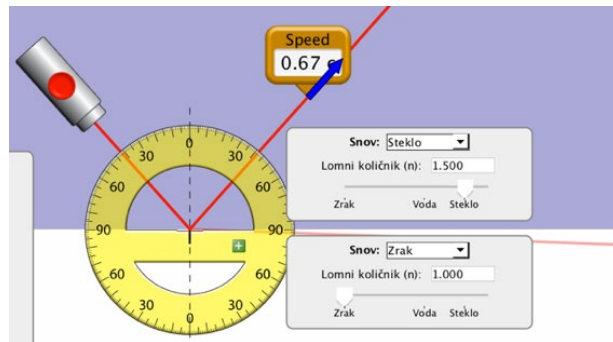 Speed
0.67 c
Snov: Steklo
Lomni količnik (n): 1.500
Zrak Voda Steklo
Snov: Zrak
Lomni količnik (n): 1.000
Zrak Voda Steklo
0
30 30
60 60
90 90
60 60
30 30
0